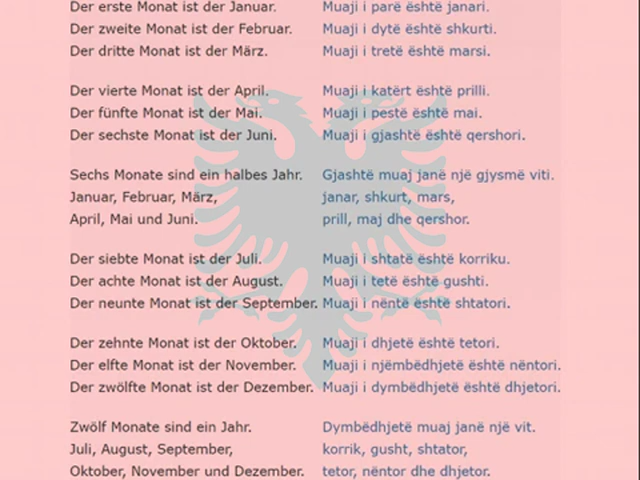 Der erste Monat ist der Januar. Muaji i parë është janari.
Der zweite Monat ist der Februar. Muaji i dytë është shkurti.
Der dritte Monat ist der März. Muaji i tretë është marsi.
Der vierte Monat ist der April. Muaji i katërt është prilli.
Der fünfte Monat ist der Mai. Muaji i pestë është mai.
Der sechste Monat ist der Juni. Muaji i gjashtë është qershori.
Sechs Monate sind ein halbes Jahr. Gjashtë muaj janë një gjysmë viti.
Januar, Februar, März, janar, shkurt, mars,
April, Mai und Juni. prill, maj dhe qershor.
Der siebte Monat ist der Juli. Muaji i shtatë është korriku.
Der achte Monat ist der August. Muaji i tetë është gushti.
Der neunte Monat ist der September. Muaji i nëntë është shtatori.
Der zehnte Monat ist der Oktober. Muaji i dhjetë është tetori.
Der elfte Monat ist der November. Muaji i njëmbëdhjetë është nëntori.
Der zwölfte Monat ist der Dezember. Muaji i dymbëdhjetë është dhjetori.
Zwölf Monate sind ein Jahr. Dymbëdhjetë muaj janë një vit.
Juli, August, September, korrik, gusht, shtator,
Oktober, November und Dezember. tetor, nëntor dhe dhjetor.